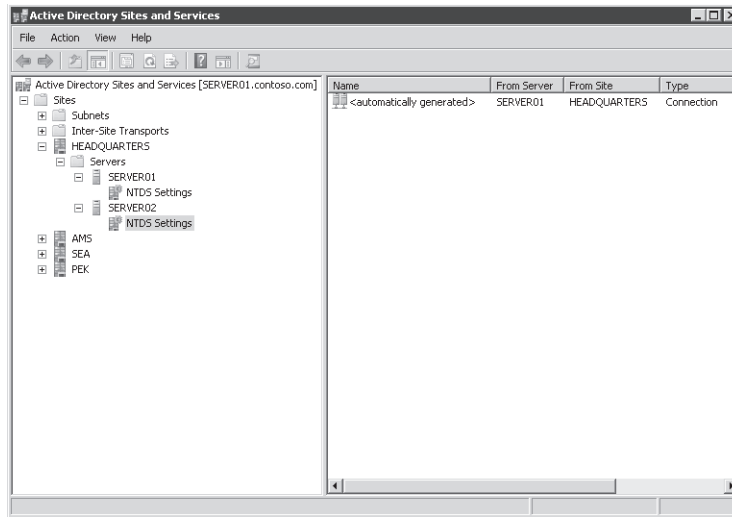 Active Directory Sites and Services
File Action View Help
Active Directory Sites and Services [SERVER01.contoso.com]
Sites
Subnets
Inter-Site Transports
HEADQUARTERS
Servers
SERVER01
NTDS Settings
SERVER02
NTDS Settings
AMS
SEA
PEK
Name From Server From Site Type
<automatically generated> SERVER01 HEADQUARTERS Connection